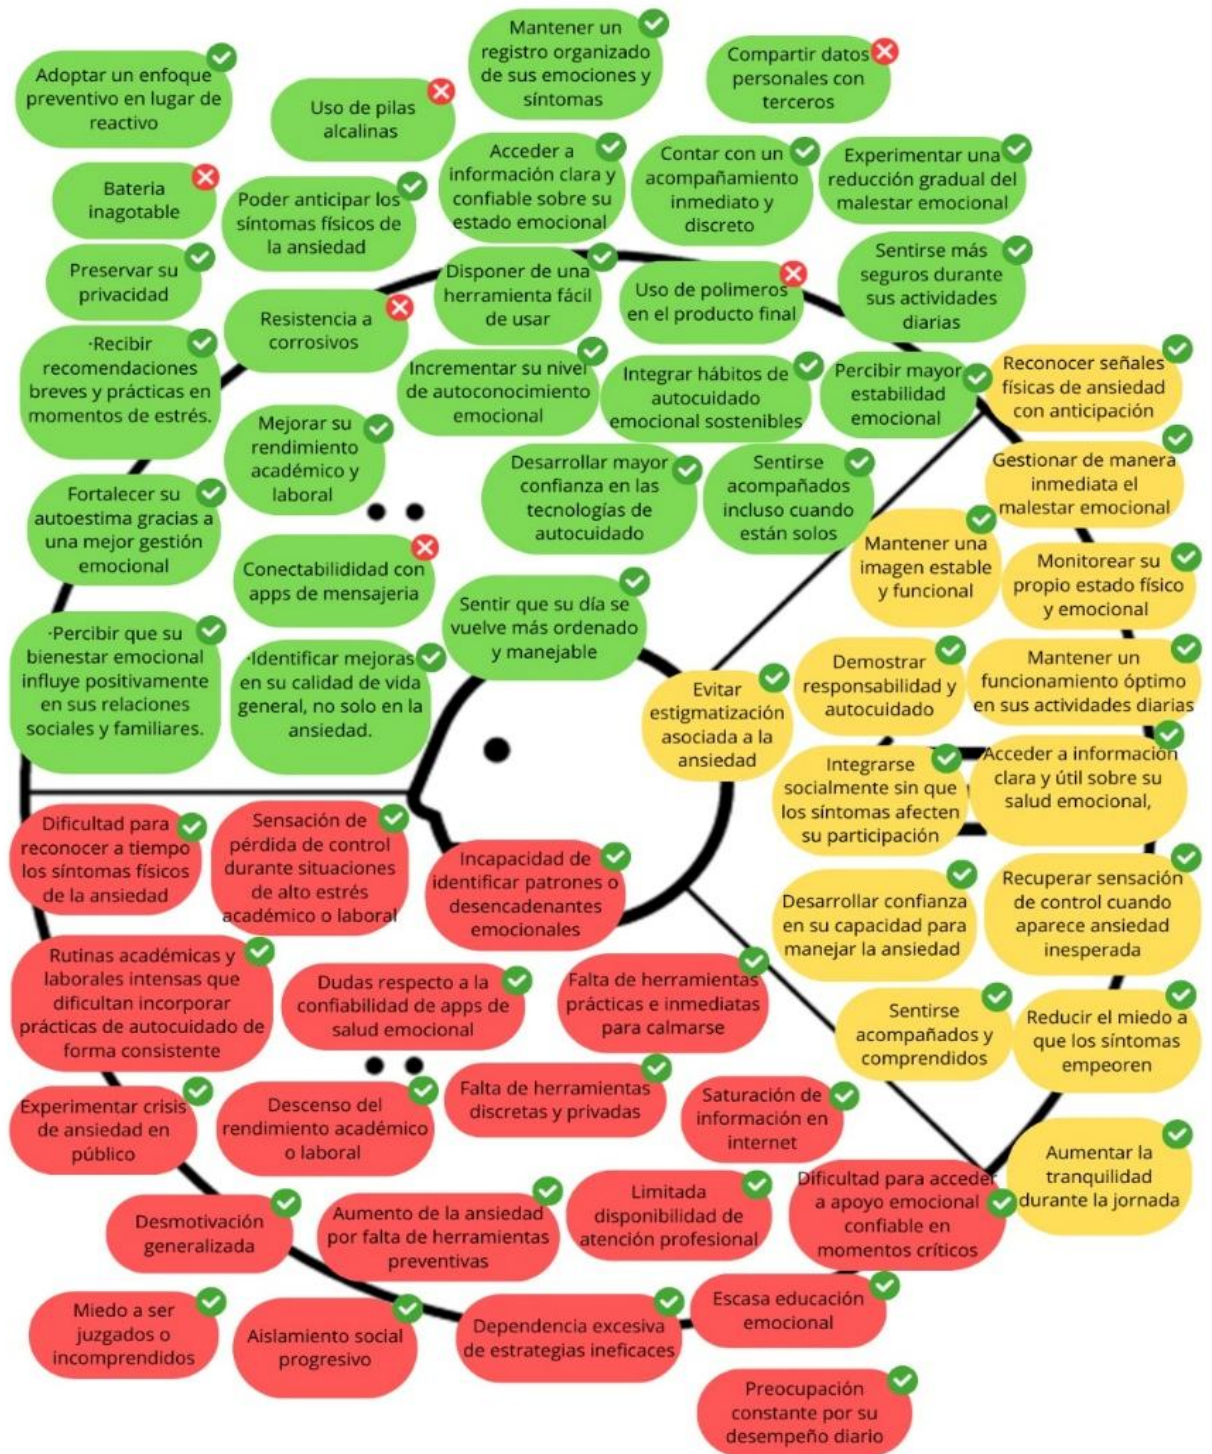 Adoptar un enfoque
preventivo en lugar de
reactivo
Uso de pilas
alcalinas
Mantener un
registro organizado
de sus emociones y
síntomas
Compartir datos
personales con
terceros
Bateria
inagotable
Poder anticipar los
síntomas físicos de
la ansiedad
Acceder a
información clara y
confiable sobre su
estado emocional
Contar con un
acompañamiento
inmediato y
discreto
Experimentar una
reducción gradual del
malestar emocional
Preservar su
privacidad
Resistencia a
corrosivos
Disponer de una
herramienta fácil
de usar
Uso de polimeros
en el producto final
Sentirse más
seguros durante
sus actividades
diarias
·Recibir
recomendaciones
breves y prácticas en
momentos de estrés.
Mejorar su
rendimiento
académico y
laboral
Incrementar su nivel
de autoconocimiento
emocional
Integrar hábitos de
autocuidado
emocional sostenibles
Percibir mayor
estabilidad
emocional
Fortalecer su
autoestima gracias a
una mejor gestión
emocional
Conectabilididad con
apps de mensajeria
Desarrollar mayor
confianza en las
tecnologías de
autocuidado
Sentirse
acompañados
incluso cuando
están solos
·Percibir que su
bienestar emocional
influye positivamente
en sus relaciones
sociales y familiares.
·Identificar mejoras
en su calidad de vida
general, no solo en la
ansiedad.
Sentir que su día se
vuelve más ordenado
y manejable
Reconocer señales
físicas de ansiedad
con anticipación
Gestionar de manera
inmediata el
malestar emocional
Mantener una
imagen estable
y funcional
Monitorear su
propio estado físico
y emocional
Evitar
estigmatización
asociada a la
ansiedad
Demostrar
responsabilidad y
autocuidado
Mantener un
funcionamiento óptimo
en sus actividades diarias
Integrarse
socialmente sin que
los síntomas afecten
su participación
Acceder a información
clara y útil sobre su
salud emocional,
Desarrollar confianza
en su capacidad para
manejar la ansiedad
Recuperar sensación
de control cuando
aparece ansiedad
inesperada
Sentirse
acompañados y
comprendidos
Reducir el miedo a
que los síntomas
empeoren
Aumentar la
tranquilidad
durante la jornada
Dificultad para
reconocer a tiempo
los síntomas físicos
de la ansiedad
Sensación de
pérdida de control
durante situaciones
de alto estrés
académico o laboral
Incapacidad de
identificar patrones o
desencadenantes
emocionales
Rutinas académicas y
laborales intensas que
dificultan incorporar
prácticas de autocuidado de
forma consistente
Dudas respecto a la
confiabilidad de apps de
salud emocional
Falta de herramientas
prácticas e inmediatas
para calmarse
Experimentar crisis
de ansiedad en
público
Descenso del
rendimiento académico
o laboral
Falta de herramientas
discretas y privadas
Saturación de
información en
internet
Desmotivación
generalizada
Aumento de la ansiedad
por falta de herramientas
preventivas
Limitada
disponibilidad de
atención profesional
Dificultad para acceder
a apoyo emocional
confiable en
momentos críticos
Miedo a ser
juzgados o
incomprendidos
Aislamiento social
progresivo
Dependencia excesiva
de estrategias ineficaces
Escasa educación
emocional
Preocupación
constante por su
desempeño diario